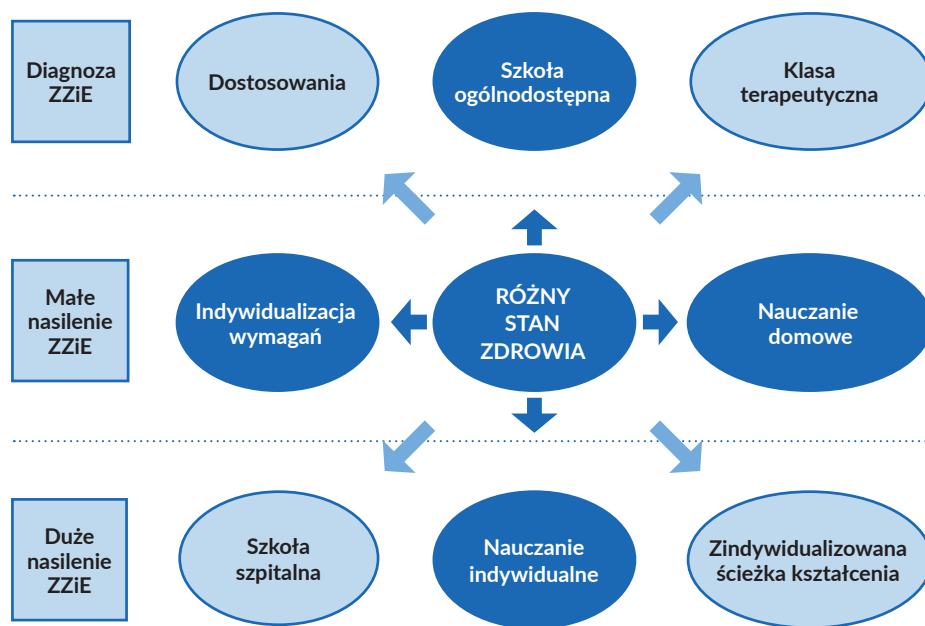 Diagnoza
ZZiE
Dostosowania
Szkoła
ogólnodostępna
Klasa
terapeutyczna
Małe
nasilenie
ZZiE
Indywidualizacja
wymagań
RÓŻNY
STAN
ZDROWIA
Nauczanie
domowe
Duże
nasilenie
ZZiE
Szkoła
szpitalna
Nauczanie
indywidualne
Zindywidualizowana
ścieżka kształcenia